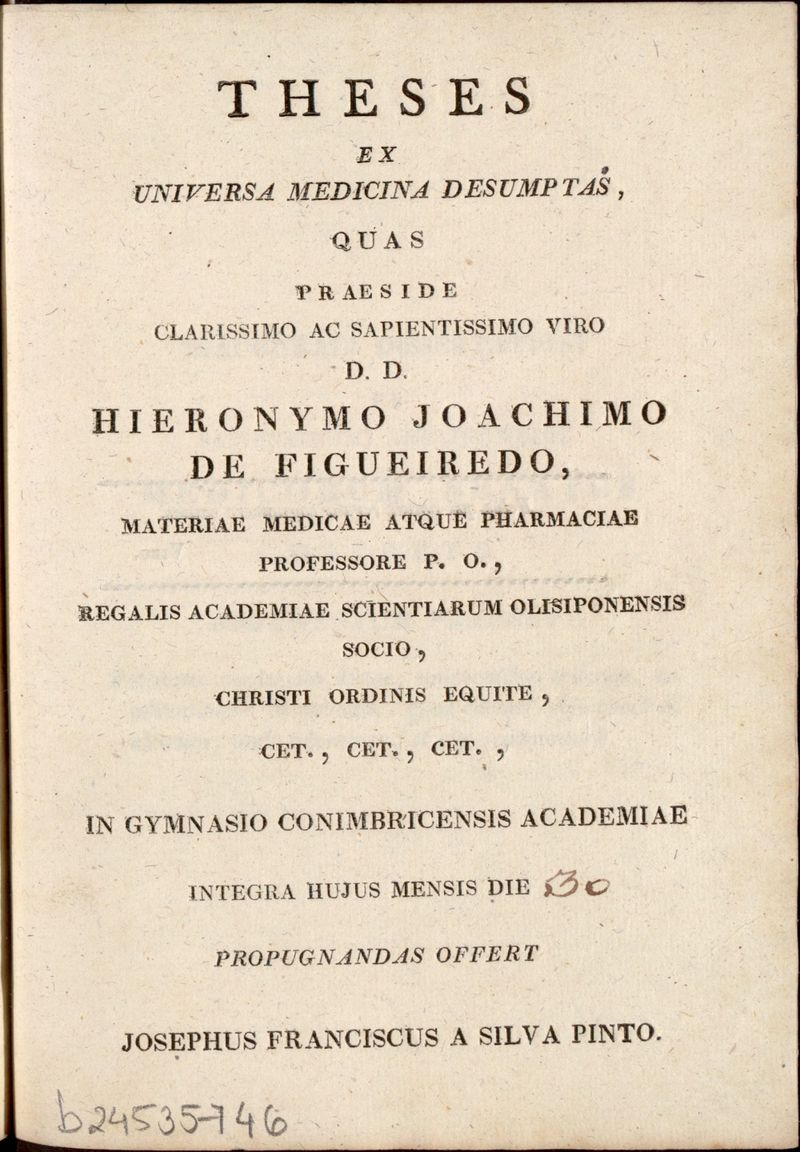 THESES
EX
UNIVERSA MEDICINA DESUMPTAS,
QUAS
PRAESIDE
CLARISSIMO AC SAPIENTISSIMO VIRO
D. D.
HIERONYMO JOACHIMO
DE FIGUEIREDO,
MATERIAE MEDICAE ATQUE PHARMACIAE
PROFESSORE P. O.,
REGALIS ACADEMIAE SCIENTIARUM OLISIPONENSIS
SOCIO,
CHRISTI ORDINIS EQUITE,
CET., CET., CET.,
IN GYMNASIO CONIMBRICENSIS ACADEMIAE
INTEGRA HUJUS MENSIS DIE 30
PROPUGNANDAS OFFERT
JOSEPHUS FRANCISCUS A SILVA PINTO.
b24535746